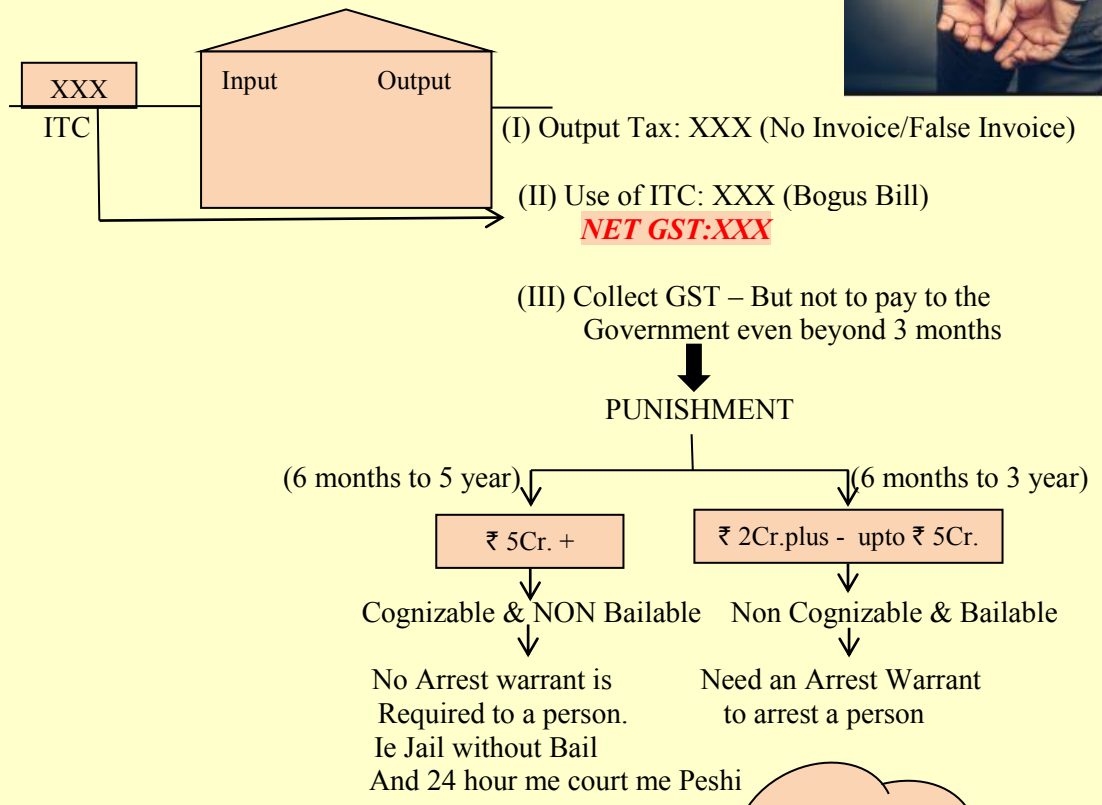 Input Output
XXX
ITC
(I) Output Tax: XXX (No Invoice/False Invoice)
(II) Use of ITC: XXX (Bogus Bill)
NET GST:XXX
(III) Collect GST – But not to pay to the
Government even beyond 3 months
PUNISHMENT
(6 months to 5 year) (6 months to 3 year)
₹ 5Cr. + ₹ 2Cr.plus - upto ₹ 5Cr.
Cognizable & NON Bailable Non Cognizable & Bailable
No Arrest warrant is
Required to a person.
Ie Jail without Bail
And 24 hour me court me Peshi
Need an Arrest Warrant
to arrest a person